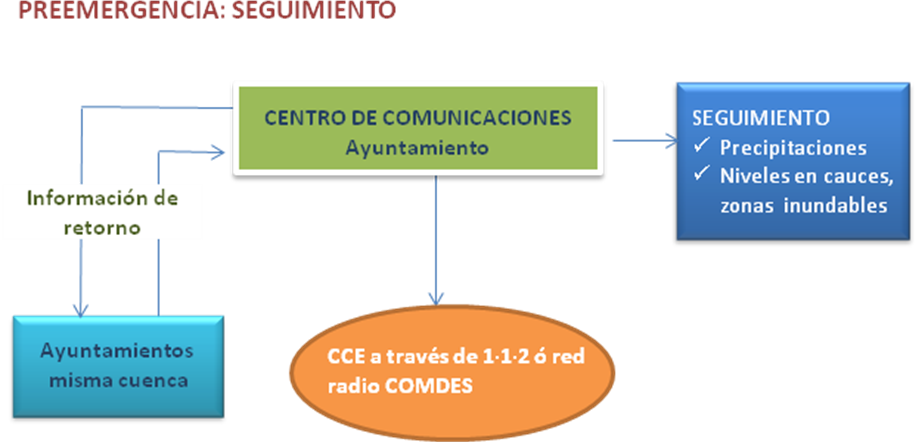 PREEMERGENCIA: SEGUIMIENTO
CENTRO DE COMUNICACIONES
Ayuntamiento
SEGUIMIENTO
✓ Precipitaciones
✓ Niveles en cauces,
zonas inundables
Información de
retorno
Ayuntamientos
misma cuenca
CCE a través de 1·1·2 ó red
radio COMDES